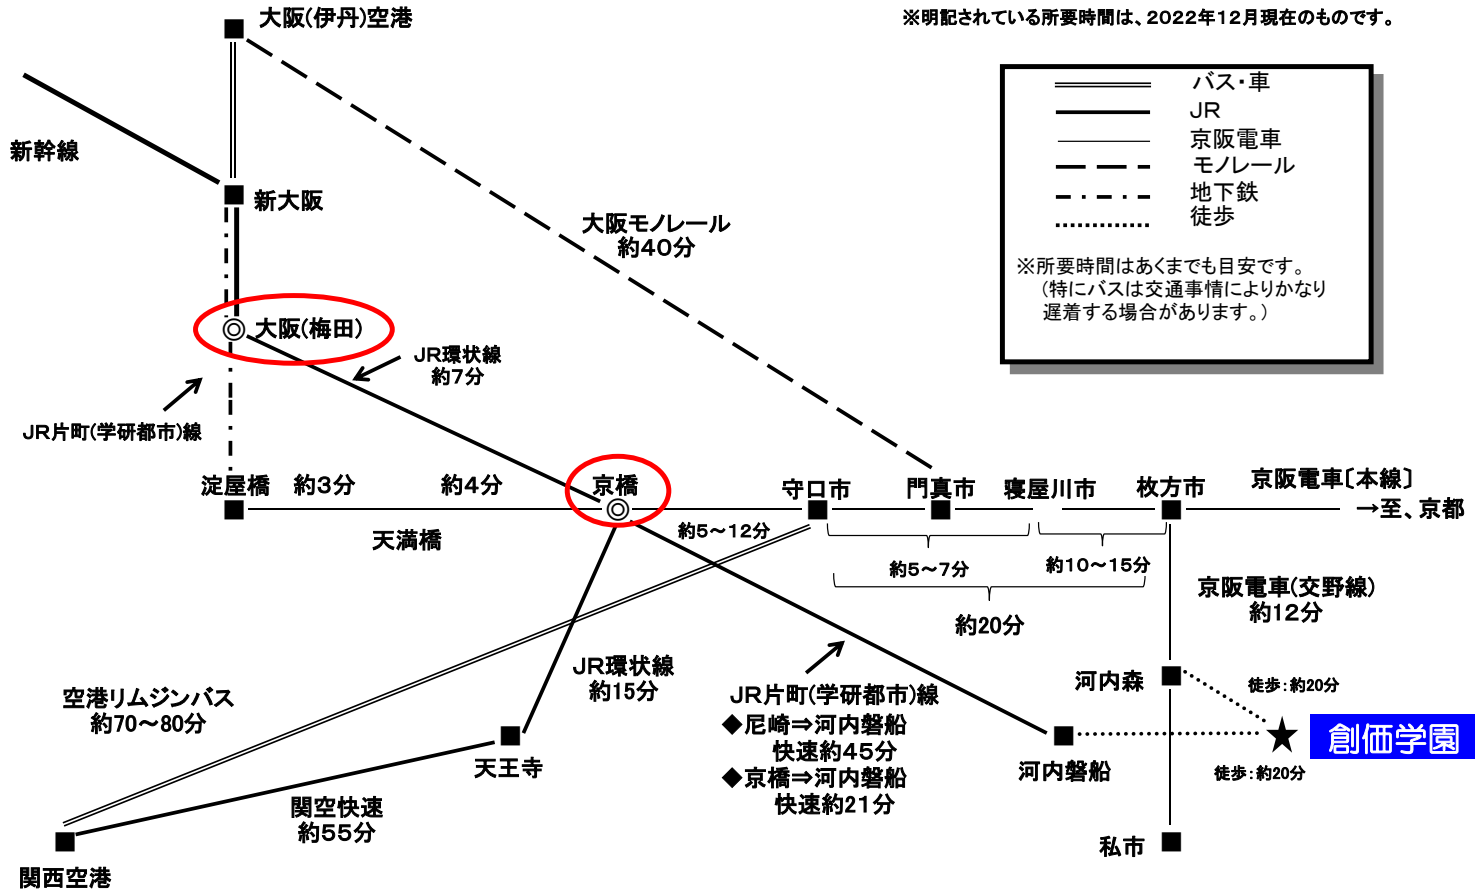 大阪(伊丹)空港
※明記されている所要時間は、2022年12月現在のものです。
バス・車
JR
京阪電車
モノレール
地下鉄
徒歩
※所要時間はあくまでも目安です。
(特にバスは交通事情によりかなり
遅着する場合があります。)
新幹線
新大阪
大阪モノレール
約40分
大阪(梅田)
JR環状線
約7分
JR片町(学研都市)線
淀屋橋
約3分
約4分
京橋
守口市
門真市
寝屋川市
枚方市
京阪電車〔本線〕
→至、京都
天満橋
約5~12分
約5~7分
約10~15分
約20分
京阪電車(交野線)
約12分
JR環状線
約15分
河内森
徒歩:約20分
空港リムジンバス
約70~80分
JR片町(学研都市)線
◆尼崎⇒河内磐船
快速約45分
◆京橋⇒河内磐船
快速約21分
創価学園
天王寺
河内磐船
徒歩:約20分
関空快速
約55分
私市
関西空港